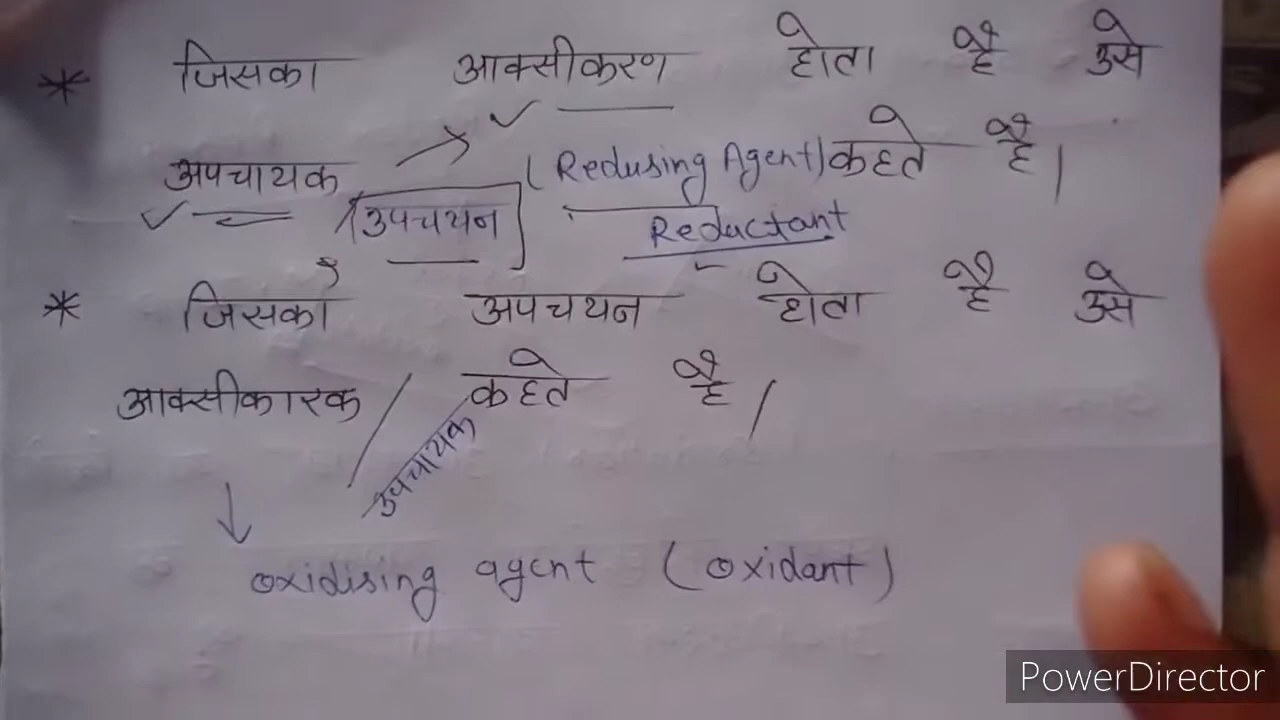 * जिसका आक्सीकरण होता है उसे
अपचायक (Redusing Agent) कहते है।
(उपचयन] Reductant
* जिसका अपचयन होता है उसे
आक्सीकारक / कहते है।
उपचायक
oxidising agent (oxidant)
PowerDirector